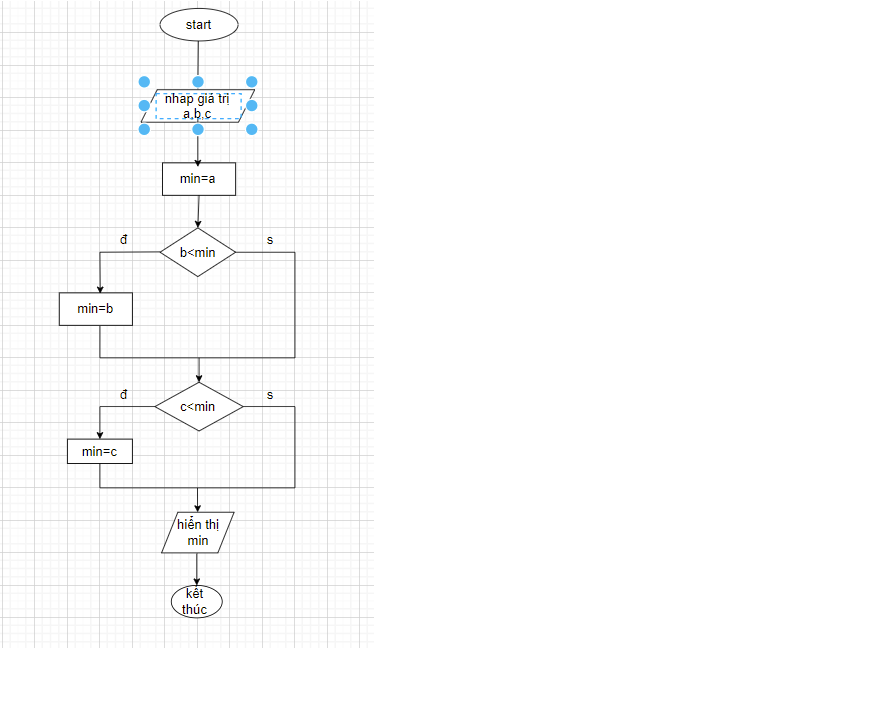 start
nhap giá trị
a,b,c
min=a
đ
s
b<min
min=b
đ
s
c<min
min=c
hiển thị
min
kết
thúc